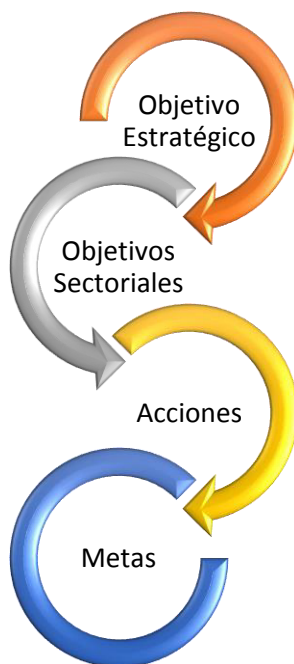 Objetivo
Estratégico
Objetivos
Sectoriales
Acciones
Metas